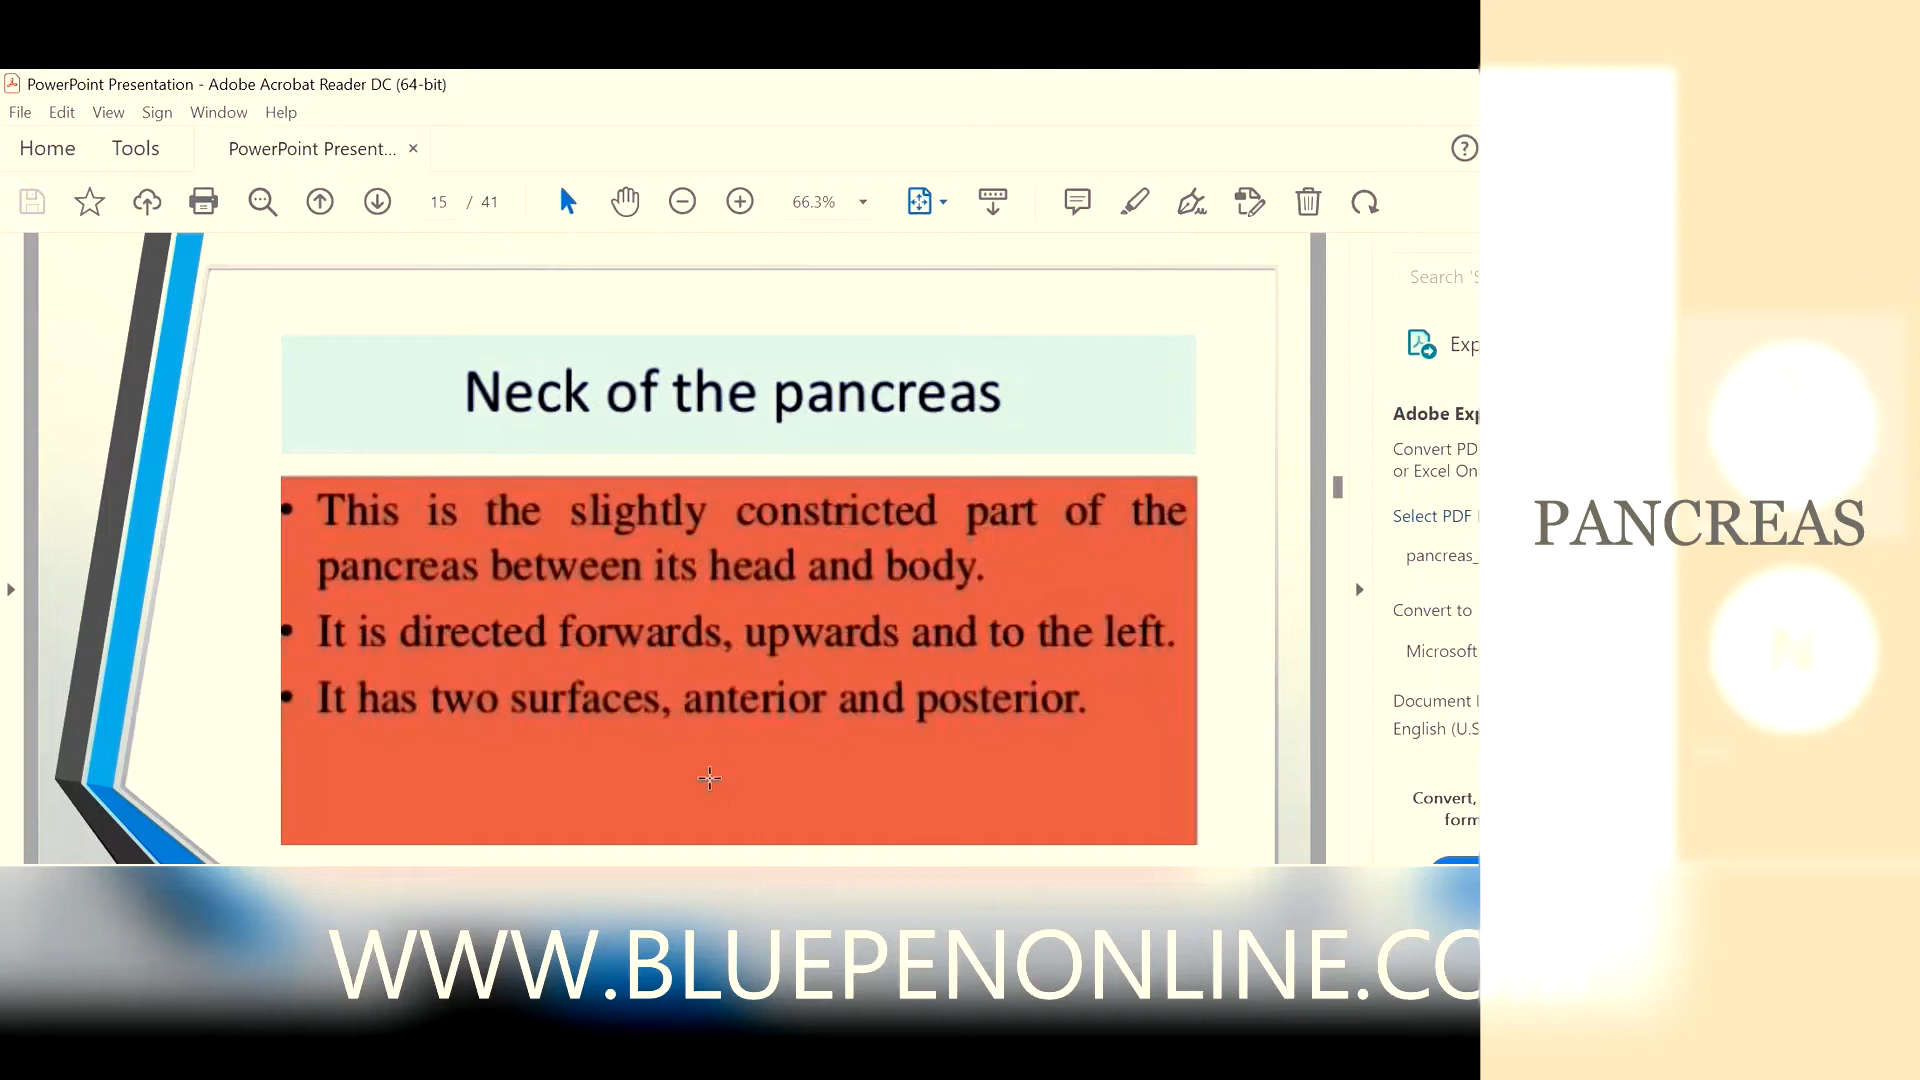 PowerPoint Presentation - Adobe Acrobat Reader DC (64-bit)
File Edit View Sign Window Help
Home Tools PowerPoint Present... ×
15 / 41 66.3%
Search 'S
Neck of the pancreas
• This is the slightly constricted part of the
pancreas between its head and body.
• It is directed forwards, upwards and to the left.
• It has two surfaces, anterior and posterior.
Exp
Adobe Exp
Convert PD
or Excel On
Select PDF
pancreas_
Convert to
Microsoft
Document
English (U.S
Convert,
form
PANCREAS
WWW.BLUEPENONLINE.CO